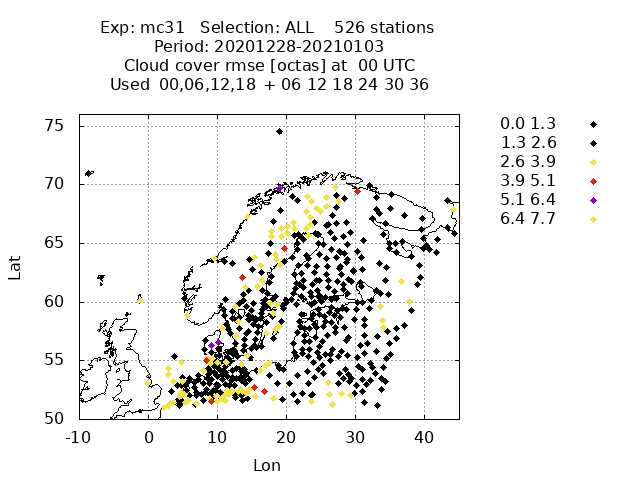 Exp: mc31   Selection: ALL    526 stations
Period: 20201228-20210103
Cloud cover rmse [octas] at  00 UTC
Used  00,06,12,18  + 06 12 18 24 30 36
0.0 1.3
1.3 2.6
2.6 3.9
3.9 5.1
5.1 6.4
6.4 7.7
75
70
65
60
55
50
Lat
-10 0 10 20 30 40
Lon